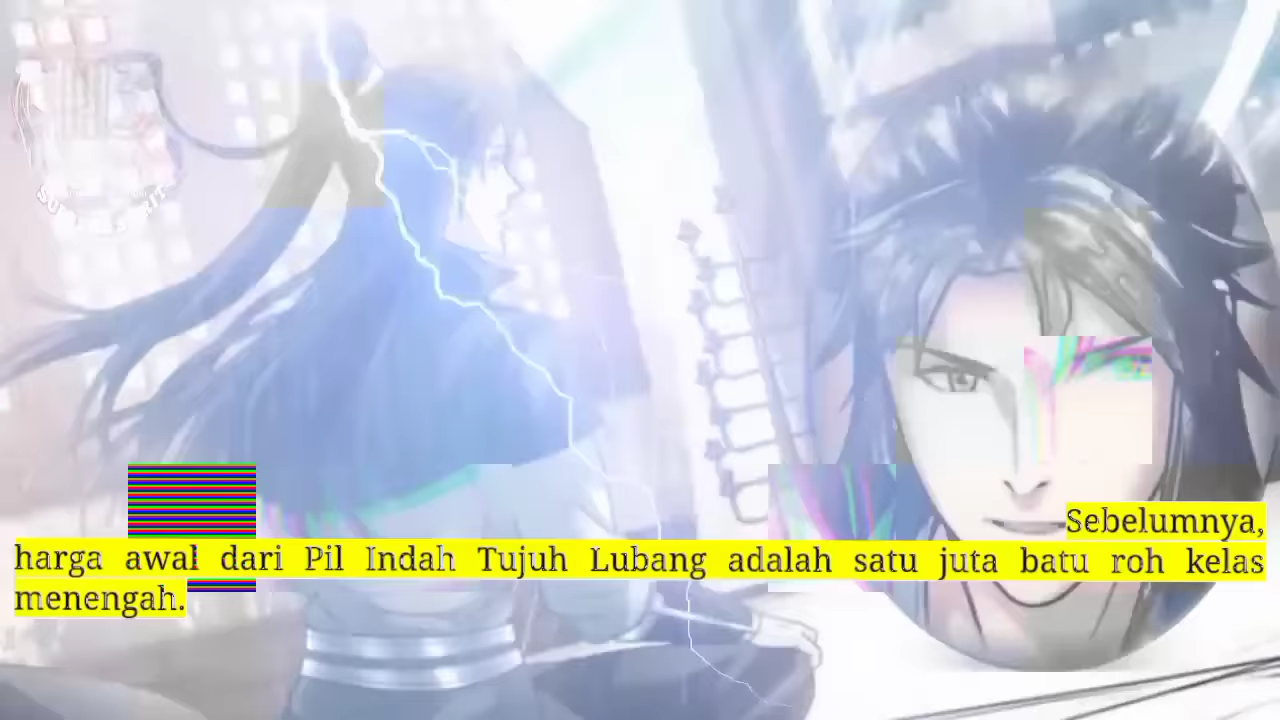 Sebelumnya,
harga awal dari Pil Indah Tujuh Lubang adalah satu juta batu roh kelas
menengah.